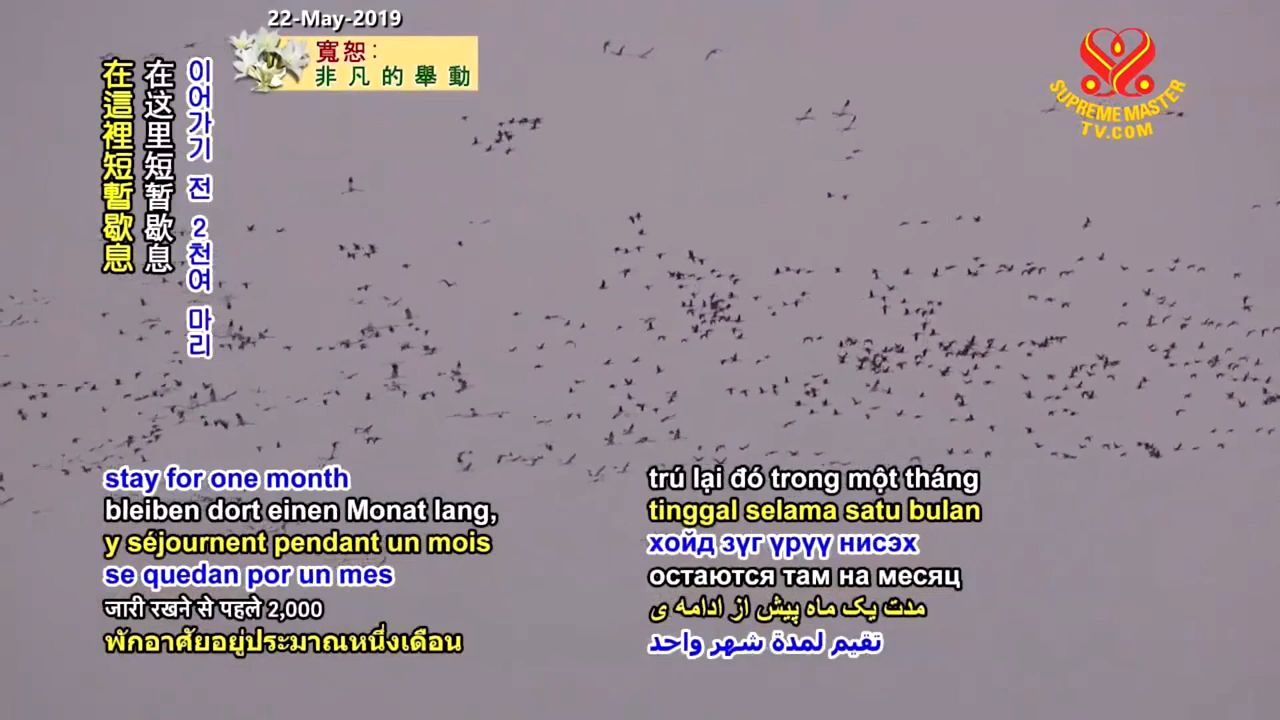 22-May-2019
寬恕：
非凡的舉動
SUPREME MASTER
TV.COM
在這裡短暫歇息
在这里短暂歇息
이어가기 전 2천여 마리
stay for one month
bleiben dort einen Monat lang,
y séjournent pendant un mois
se quedan por un mes
जारी रखने से पहले 2,000
พักอาศัยอยู่ประมาณหนึ่งเดือน
trú lại đó trong một tháng
tinggal selama satu bulan
хойд зүг үрүү нисэх
остаются там на месяц
مدت یک ماه پیش از ادامه ی
تقيم لمدة شهر واحد